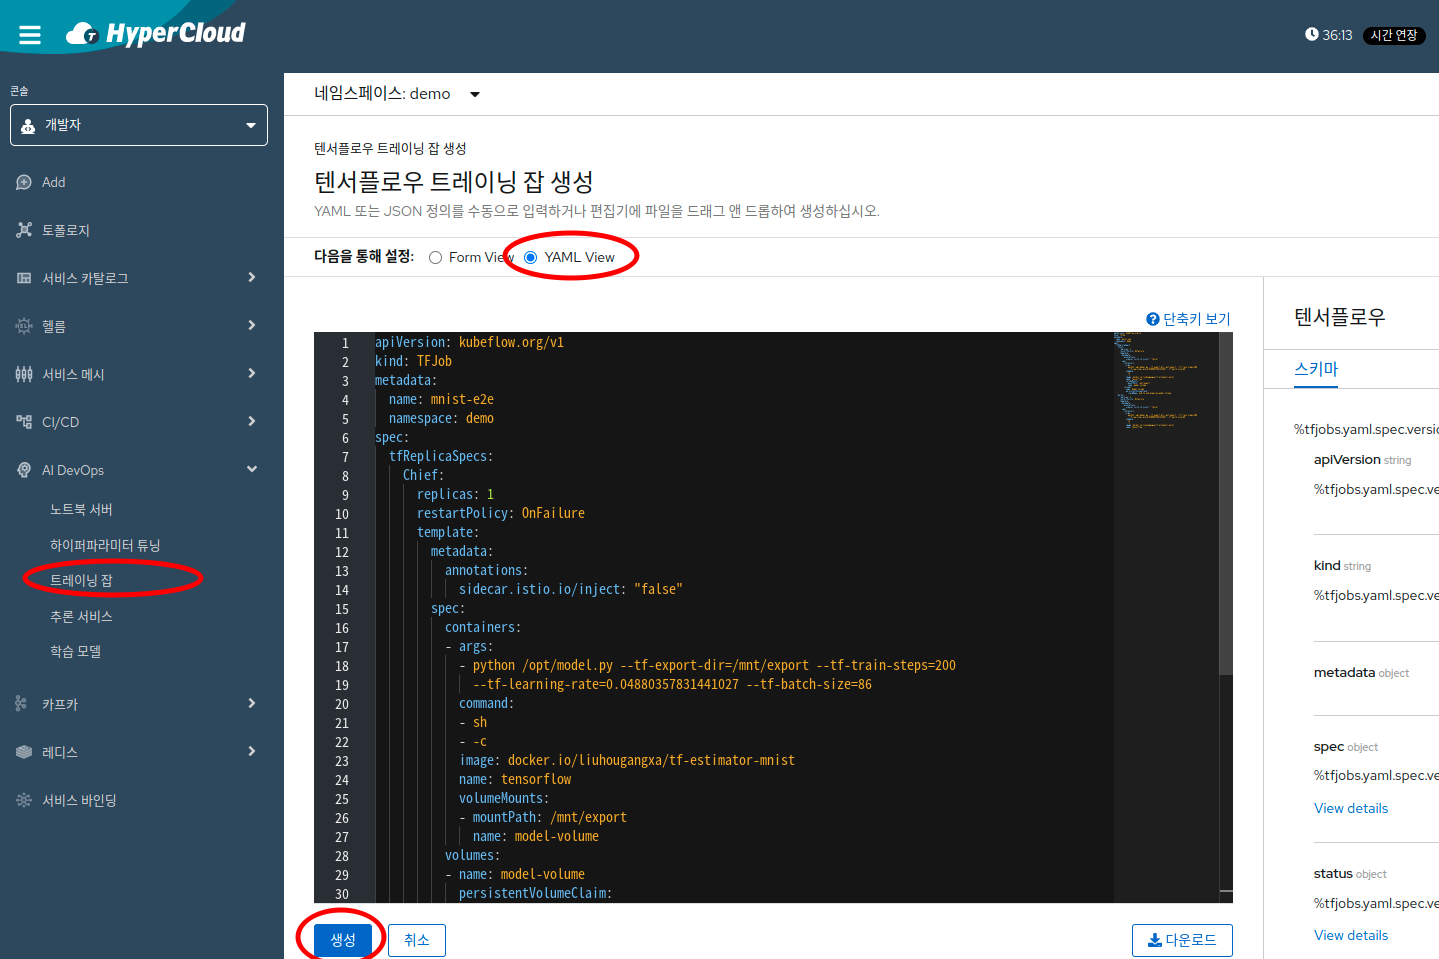 HyperCloud
36:13
시간 연장
콘솔
개발자
Add
토폴로지
서비스 카탈로그
헬름
서비스 메시
CI/CD
AI DevOps
노트북 서버
하이퍼파라미터 튜닝
트레이닝 잡
추론 서비스
학습 모델
카프카
레디스
서비스 바인딩
네임스페이스: demo
텐서플로우 트레이닝 잡 생성
텐서플로우 트레이닝 잡 생성
YAML 또는 JSON 정의를 수동으로 입력하거나 편집기에 파일을 드래그 앤 드롭하여 생성하십시오.
다음을 통해 설정: Form View YAML View
단축키 보기
1 apiVersion: kubeflow.org/v1
2 kind: TFJob
3 metadata:
4 name: mnist-e2e
5 namespace: demo
6 spec:
7 tfReplicaSpecs:
8 Chief:
9 replicas: 1
10 restartPolicy: OnFailure
11 template:
12 metadata:
13 annotations:
14 sidecar.istio.io/inject: "false"
15 spec:
16 containers:
17 - args:
18 - python /opt/model.py --tf-export-dir=/mnt/export --tf-train-steps=200
19 --tf-learning-rate=0.04880357831441027 --tf-batch-size=86
20 command:
21 - sh
22 - -c
23 image: docker.io/liuhougangxa/tf-estimator-mnist
24 name: tensorflow
25 volumeMounts:
26 - mountPath: /mnt/export
27 name: model-volume
28 volumes:
29 - name: model-volume
30 persistentVolumeClaim:
생성
취소
다운로드
텐서플로우
스키마
%tfjobs.yaml.spec.versio
apiVersion string
%tfjobs.yaml.spec.ve
kind string
%tfjobs.yaml.spec.ve
metadata object
spec object
%tfjobs.yaml.spec.ve
View details
status object
%tfjobs.yaml.spec.ve
View details